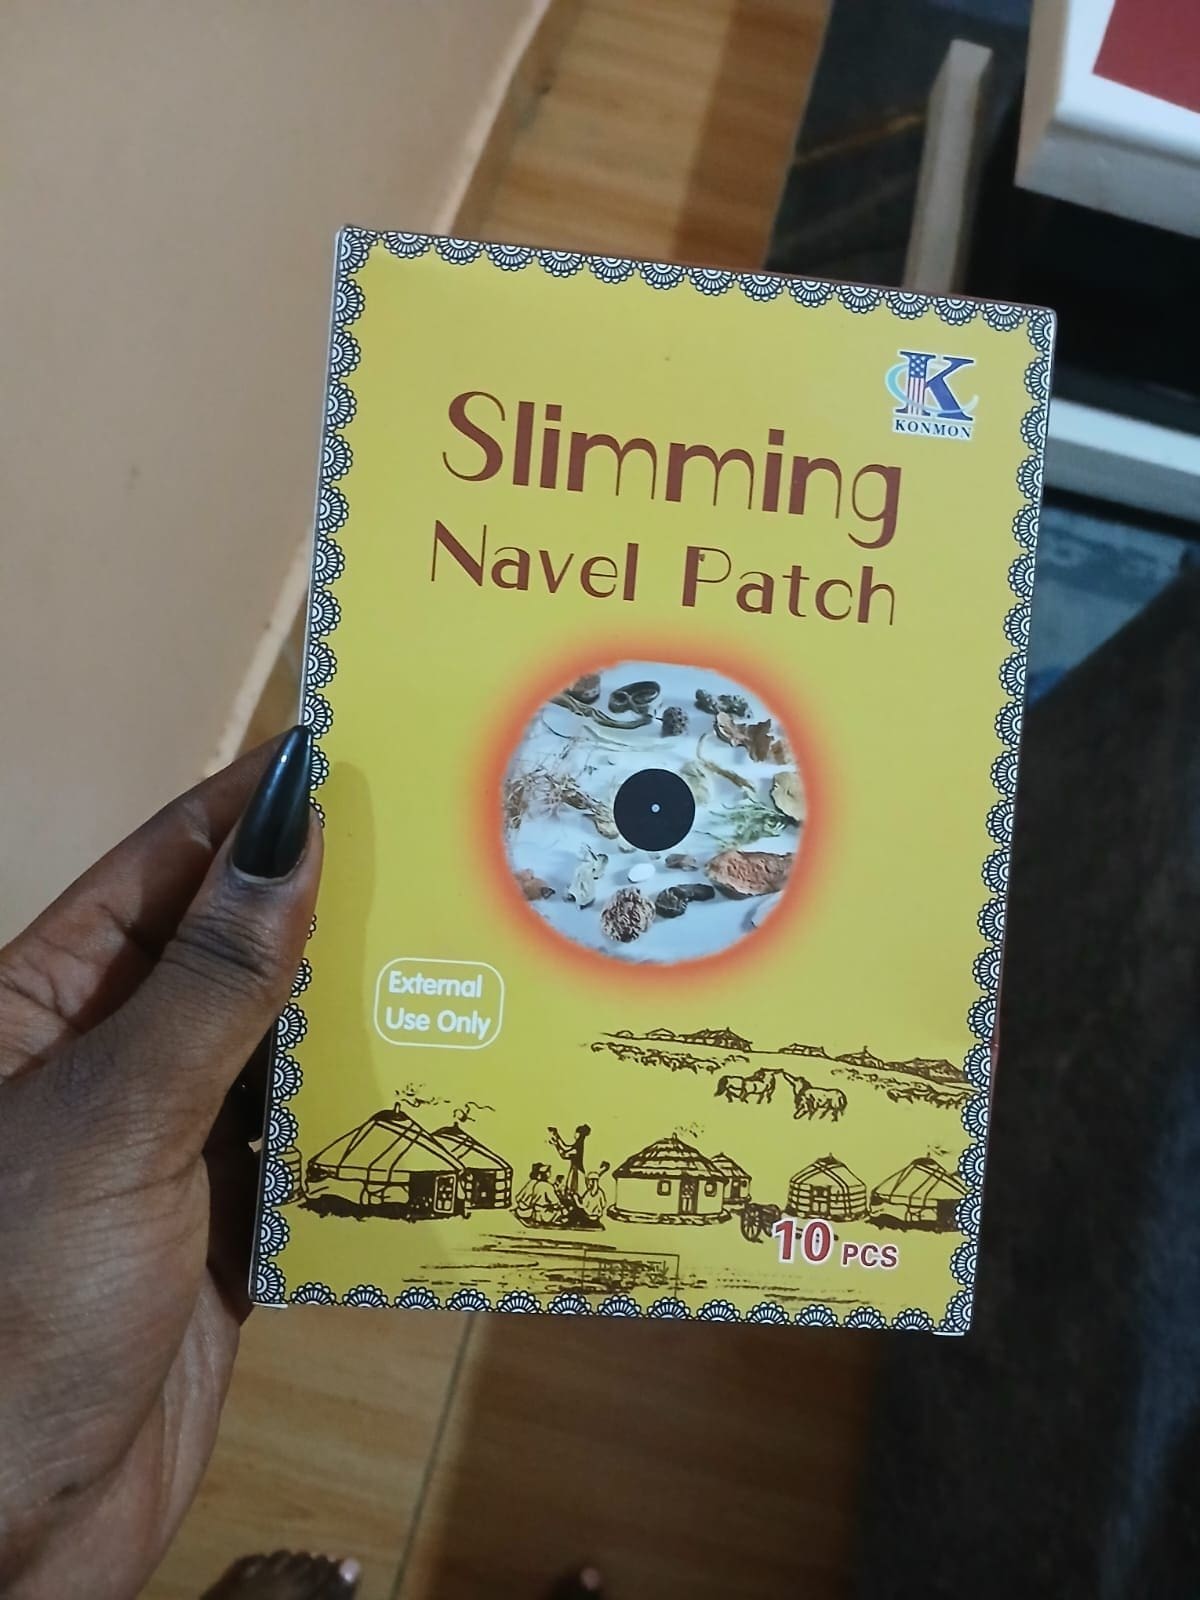 K
KONMON
Slimming
Navel Patch
External
Use Only
10 PCS